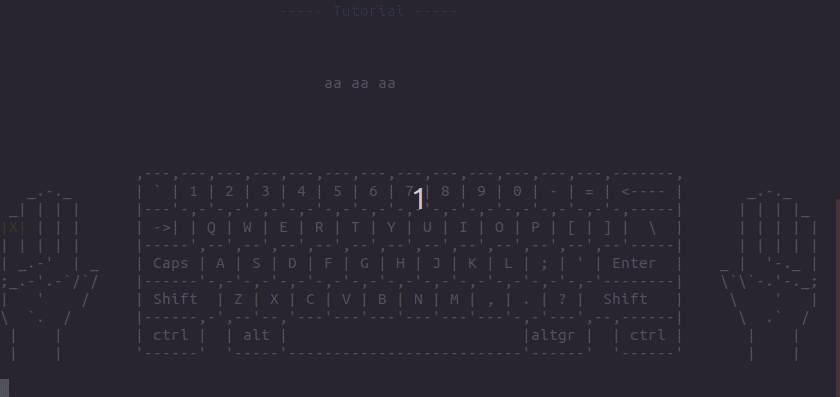 ----- Tutorial -----
aa aa aa
` 1 2 3 4 5 6 7 8 9 0 - = <----
1
->| Q W E R T Y U I O P [ ] \
X
Caps A S D F G H J K L ; ' Enter
Shift Z X C V B N M , . ? Shift
ctrl alt altgr ctrl